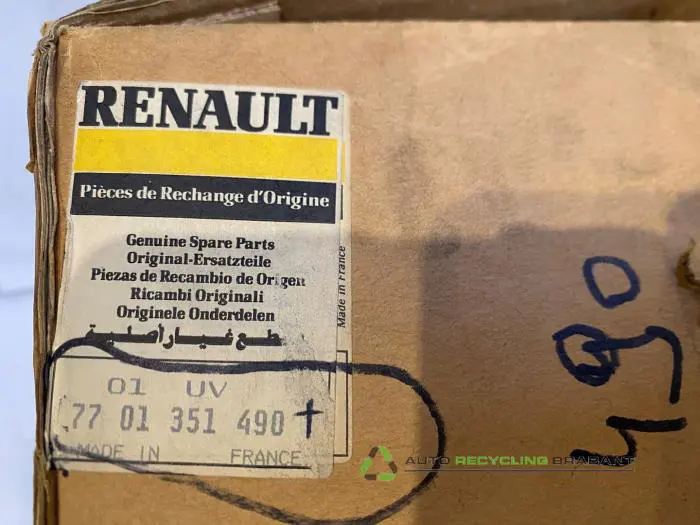 RENAULT
Pièces de Rechange d'Origine
Genuine Spare Parts
Original-Ersatzteile
Piezas de Recambio de Origen
Ricambi Originali
Originele Onderdelen
قطع غيار أصلية
Made in France
01 UV
77 01 351 490 +
MADE IN FRANCE
490
AUTO RECYCLING BRABANT